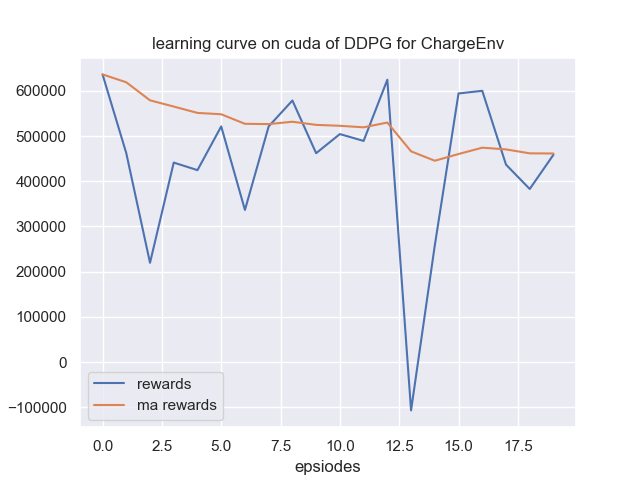 learning curve on cuda of DDPG for ChargeEnv
600000
500000
400000
300000
200000
100000
0
−100000
rewards
ma rewards
0.0 2.5 5.0 7.5 10.0 12.5 15.0 17.5
epsiodes